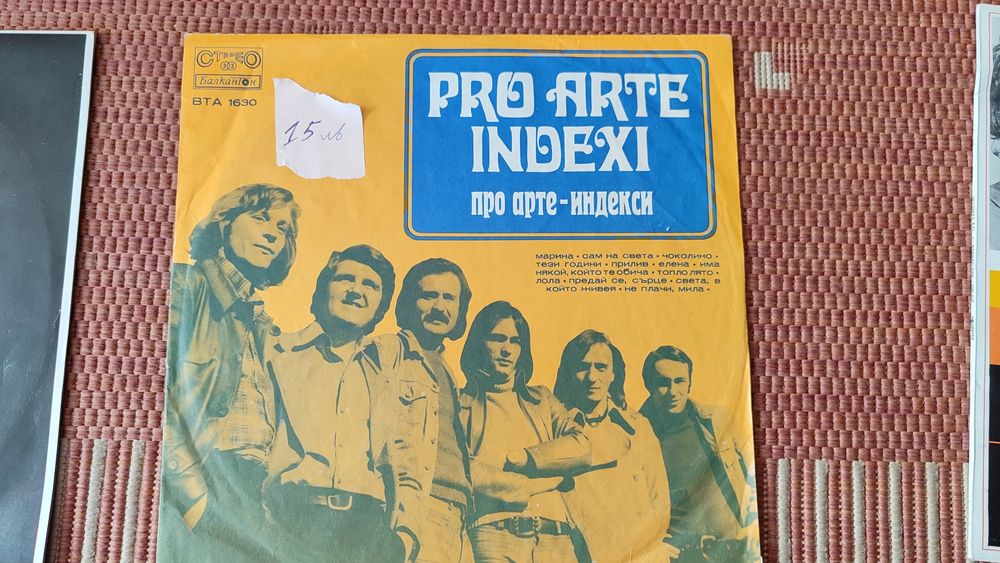 СТЕРЕО
33
Балкантон
ВТА 1630
15 лв
PRO ARTE
INDEXI
про арте-индекси
марина • сам на света • чоколино •
тези години • прилив • елена • има
някой, който те обича • топло лято •
лола • предай се, сърце • света, в
който живея • не плачи, мила •